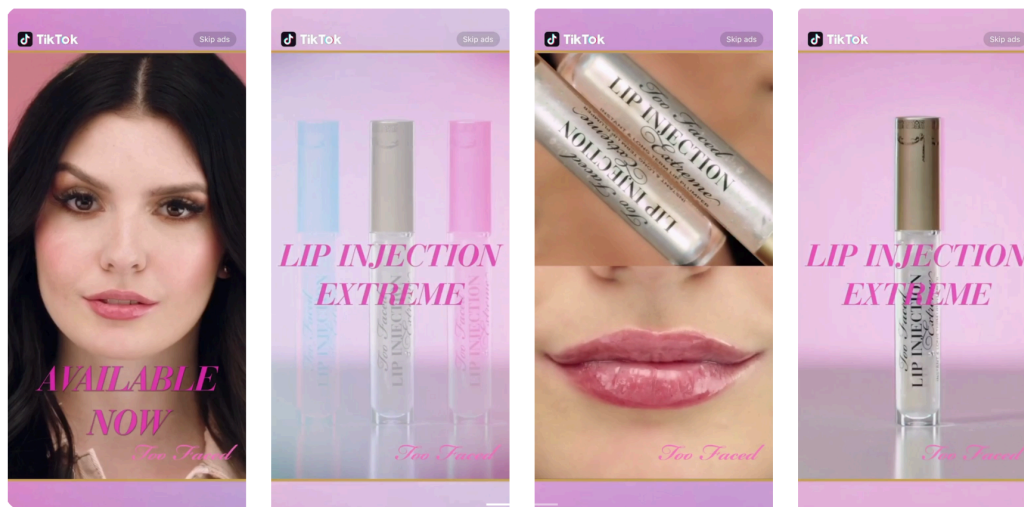 TikTok
Skip ads
AVAILABLE
NOW
Too Faced
TikTok
Skip ads
LIP INJECTION
EXTREME
Too Faced
LIP INJECTION
Too Faced
TikTok
Skip ads
Too Faced
LIP INJECTION
Extreme
Too Faced
LIP INJECTION
Extreme
Too Faced
TikTok
Skip ads
LIP INJECTION
EXTREME
Too Faced
LIP INJECTION
Extreme
Too Faced